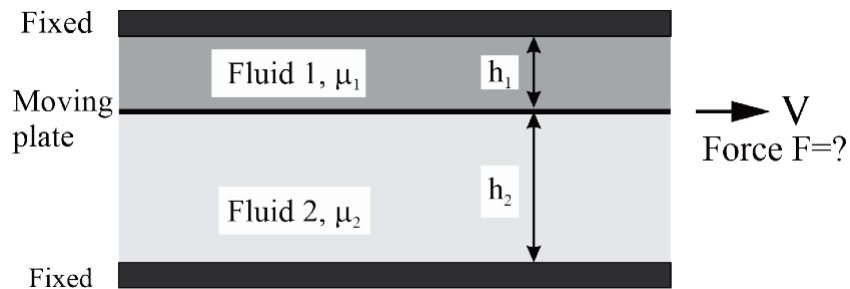 Fixed
Fluid 1, μ₁
h₁
Moving
plate
V
Force F=?
h₂
Fluid 2, μ₂
Fixed